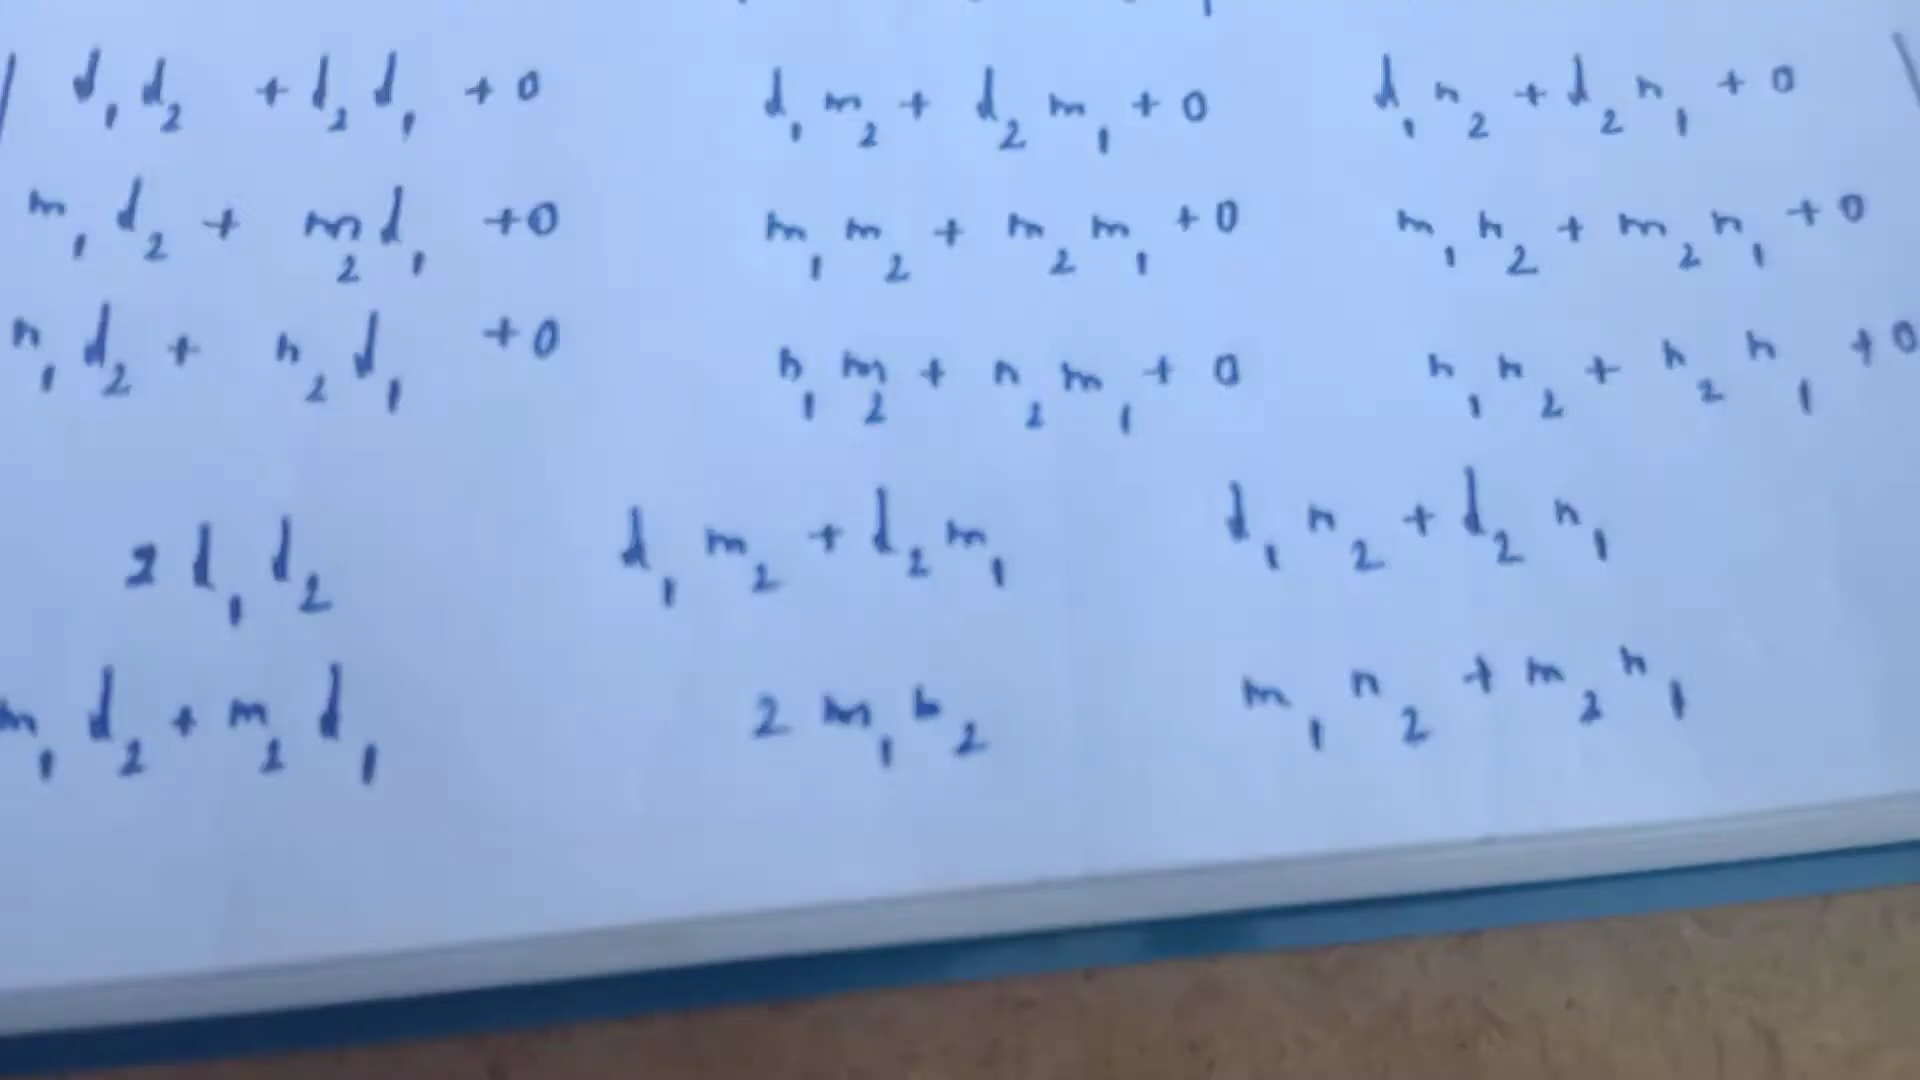 | d₁d₂ + d₂d₁ + 0 d₁m₂ + d₂m₁ + 0 d₁n₂ + d₂n₁ + 0 |
m₁d₂ + m₂d₁ + 0 m₁m₂ + m₂m₁ + 0 m₁n₂ + m₂n₁ + 0
n₁d₂ + n₂d₁ + 0 n₁m₂ + n₂m₁ + 0 n₁n₂ + n₂n₁ + 0
2d₁d₂ d₁m₂ + d₂m₁ d₁n₂ + d₂n₁
m₁d₂ + m₂d₁ 2m₁n₂ m₁n₂ + m₂n₁